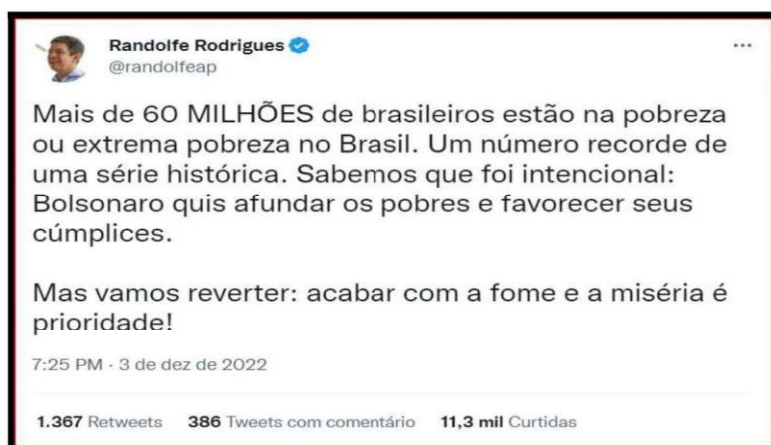 Randolfe Rodrigues
@randolfeap
Mais de 60 MILHÕES de brasileiros estão na pobreza
ou extrema pobreza no Brasil. Um número recorde de
uma série histórica. Sabemos que foi intencional:
Bolsonaro quis afundar os pobres e favorecer seus
cúmplices.
Mas vamos reverter: acabar com a fome e a miséria é
prioridade!
7:25 PM · 3 de dez de 2022
1.367 Retweets 386 Tweets com comentário 11,3 mil Curtidas